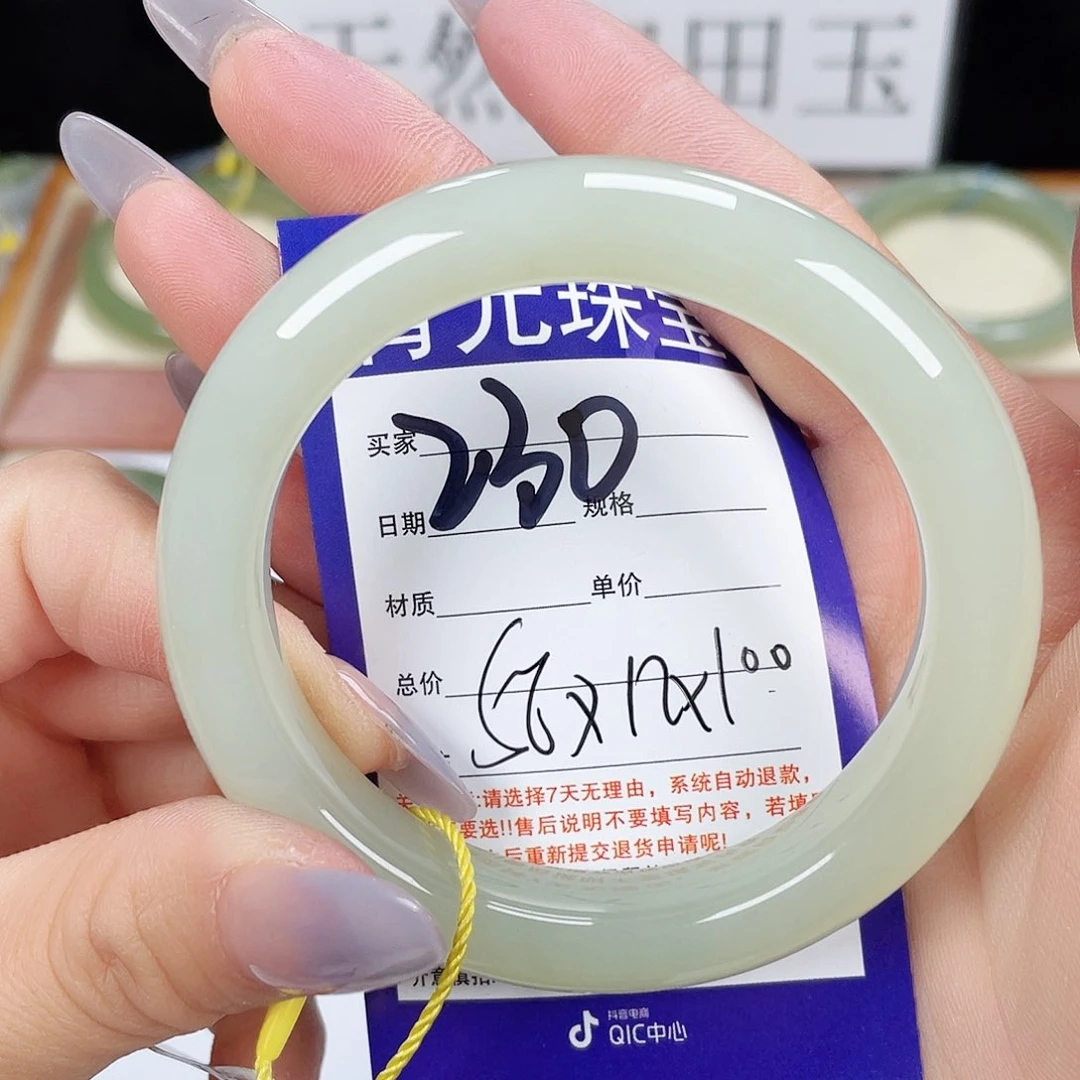 天然和田玉
元珠宝
买家
230
日期 规格
材质 单价
总价 56x12x100
:请选择7天无理由，系统自动退款，
要选!!售后说明不要填写内容，若填
后重新提交退货申请呢!
抖音电商
QIC中心